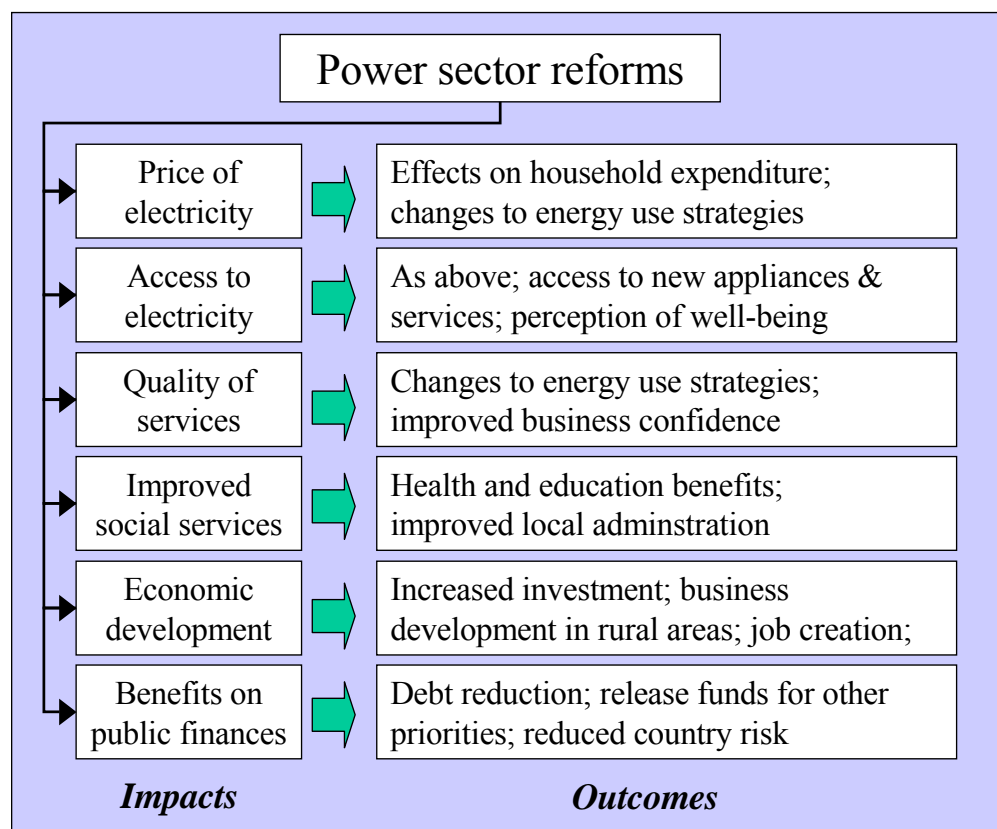 Power sector reforms
Price of
electricity
Effects on household expenditure;
changes to energy use strategies
Access to
electricity
As above; access to new appliances &
services; perception of well-being
Quality of
services
Changes to energy use strategies;
improved business confidence
Improved
social services
Health and education benefits;
improved local adminstration
Economic
development
Increased investment; business
development in rural areas; job creation;
Benefits on
public finances
Debt reduction; release funds for other
priorities; reduced country risk
Impacts
Outcomes